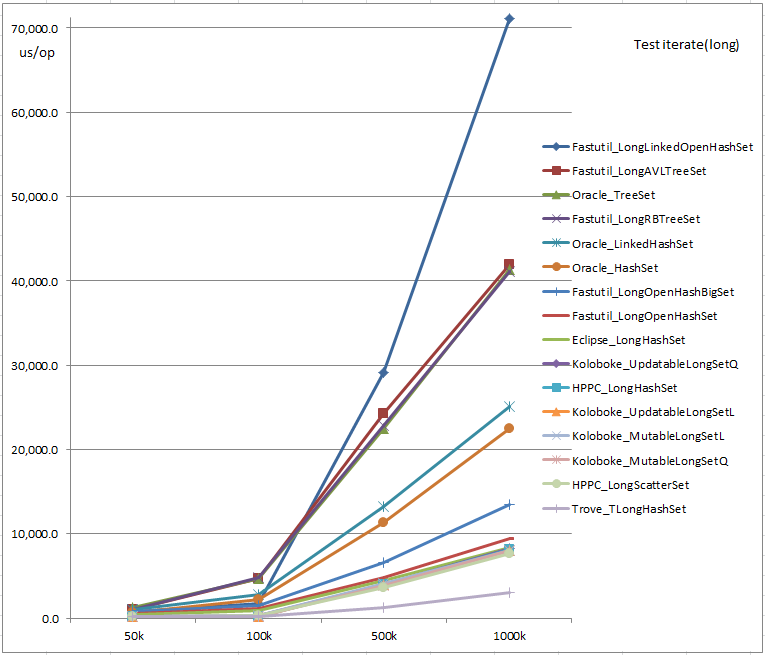 70,000.0
us/op
Test iterate(long)
60,000.0
50,000.0
40,000.0
30,000.0
20,000.0
10,000.0
0.0
50k
100k
500k
1000k
Fastutil_LongLinkedOpenHashSet
Fastutil_LongAVLTreeSet
Oracle_TreeSet
Fastutil_LongRBTreeSet
Oracle_LinkedHashSet
Oracle_HashSet
Fastutil_LongOpenHashBigSet
Fastutil_LongOpenHashSet
Eclipse_LongHashSet
Koloboke_UpdatableLongSetQ
HPPC_LongHashSet
Koloboke_UpdatableLongSetL
Koloboke_MutableLongSetL
Koloboke_MutableLongSetQ
HPPC_LongScatterSet
Trove_TLongHashSet